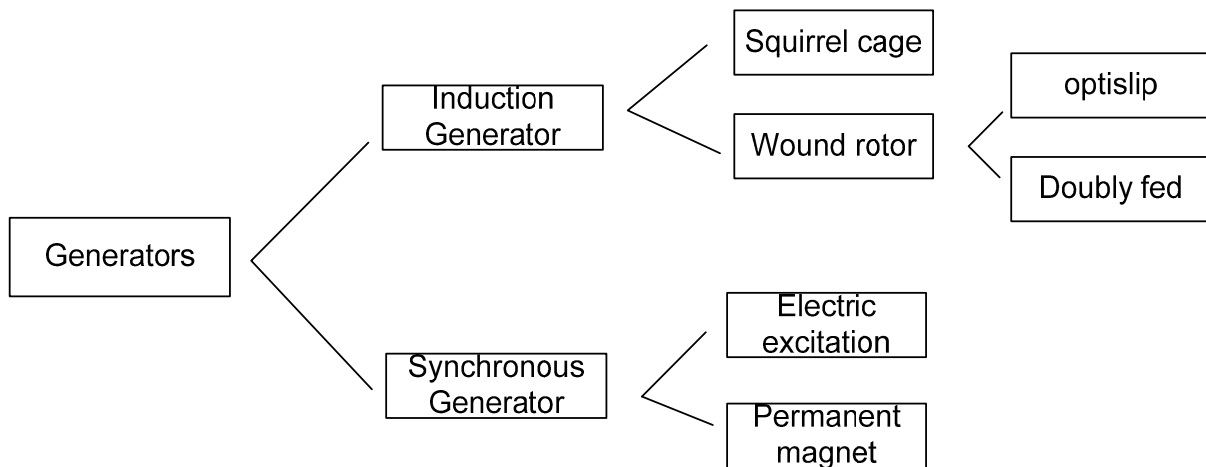 Generators
Induction
Generator
Squirrel cage
Wound rotor
optislip
Doubly fed
Synchronous
Generator
Electric
excitation
Permanent
magnet